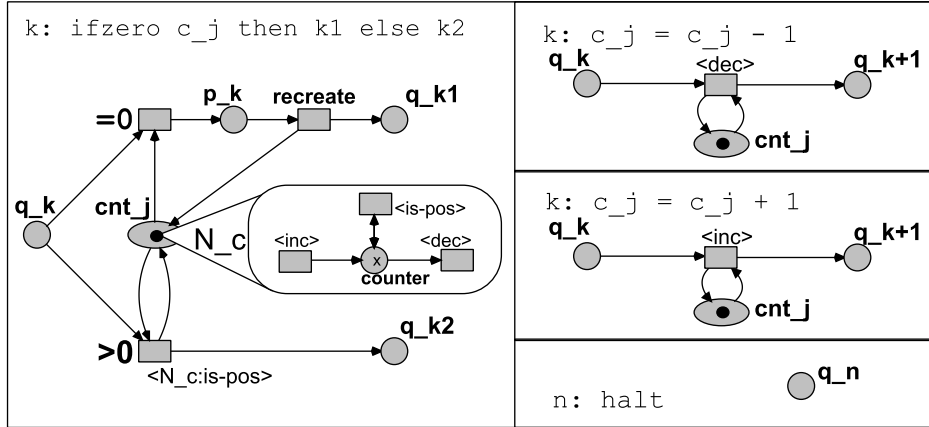 k: ifzero c_j then k1 else k2
p_k
recreate
q_k1
=0
q_k
cnt_j
N_c
<is-pos>
<inc>
<dec>
x
counter
>0
q_k2
<N_c:is-pos>
k: c_j = c_j - 1
q_k
<dec>
q_k+1
cnt_j
k: c_j = c_j + 1
q_k
<inc>
q_k+1
cnt_j
q_n
n: halt